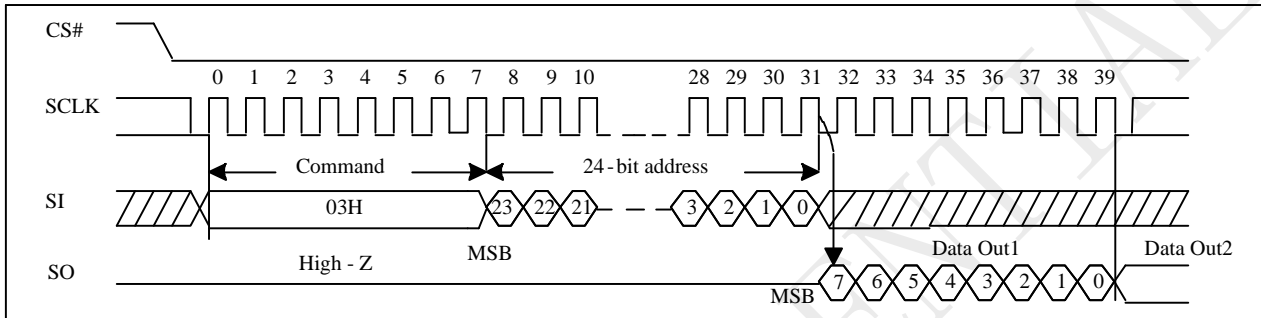 CS#
0 1 2 3 4 5 6 7 8 9 10 28 29 30 31 32 33 34 35 36 37 38 39
SCLK
Command 24-bit address
SI 03H 23 22 21 3 2 1 0
MSB Data Out1 Data Out2
High - Z
SO MSB 7 6 5 4 3 2 1 0